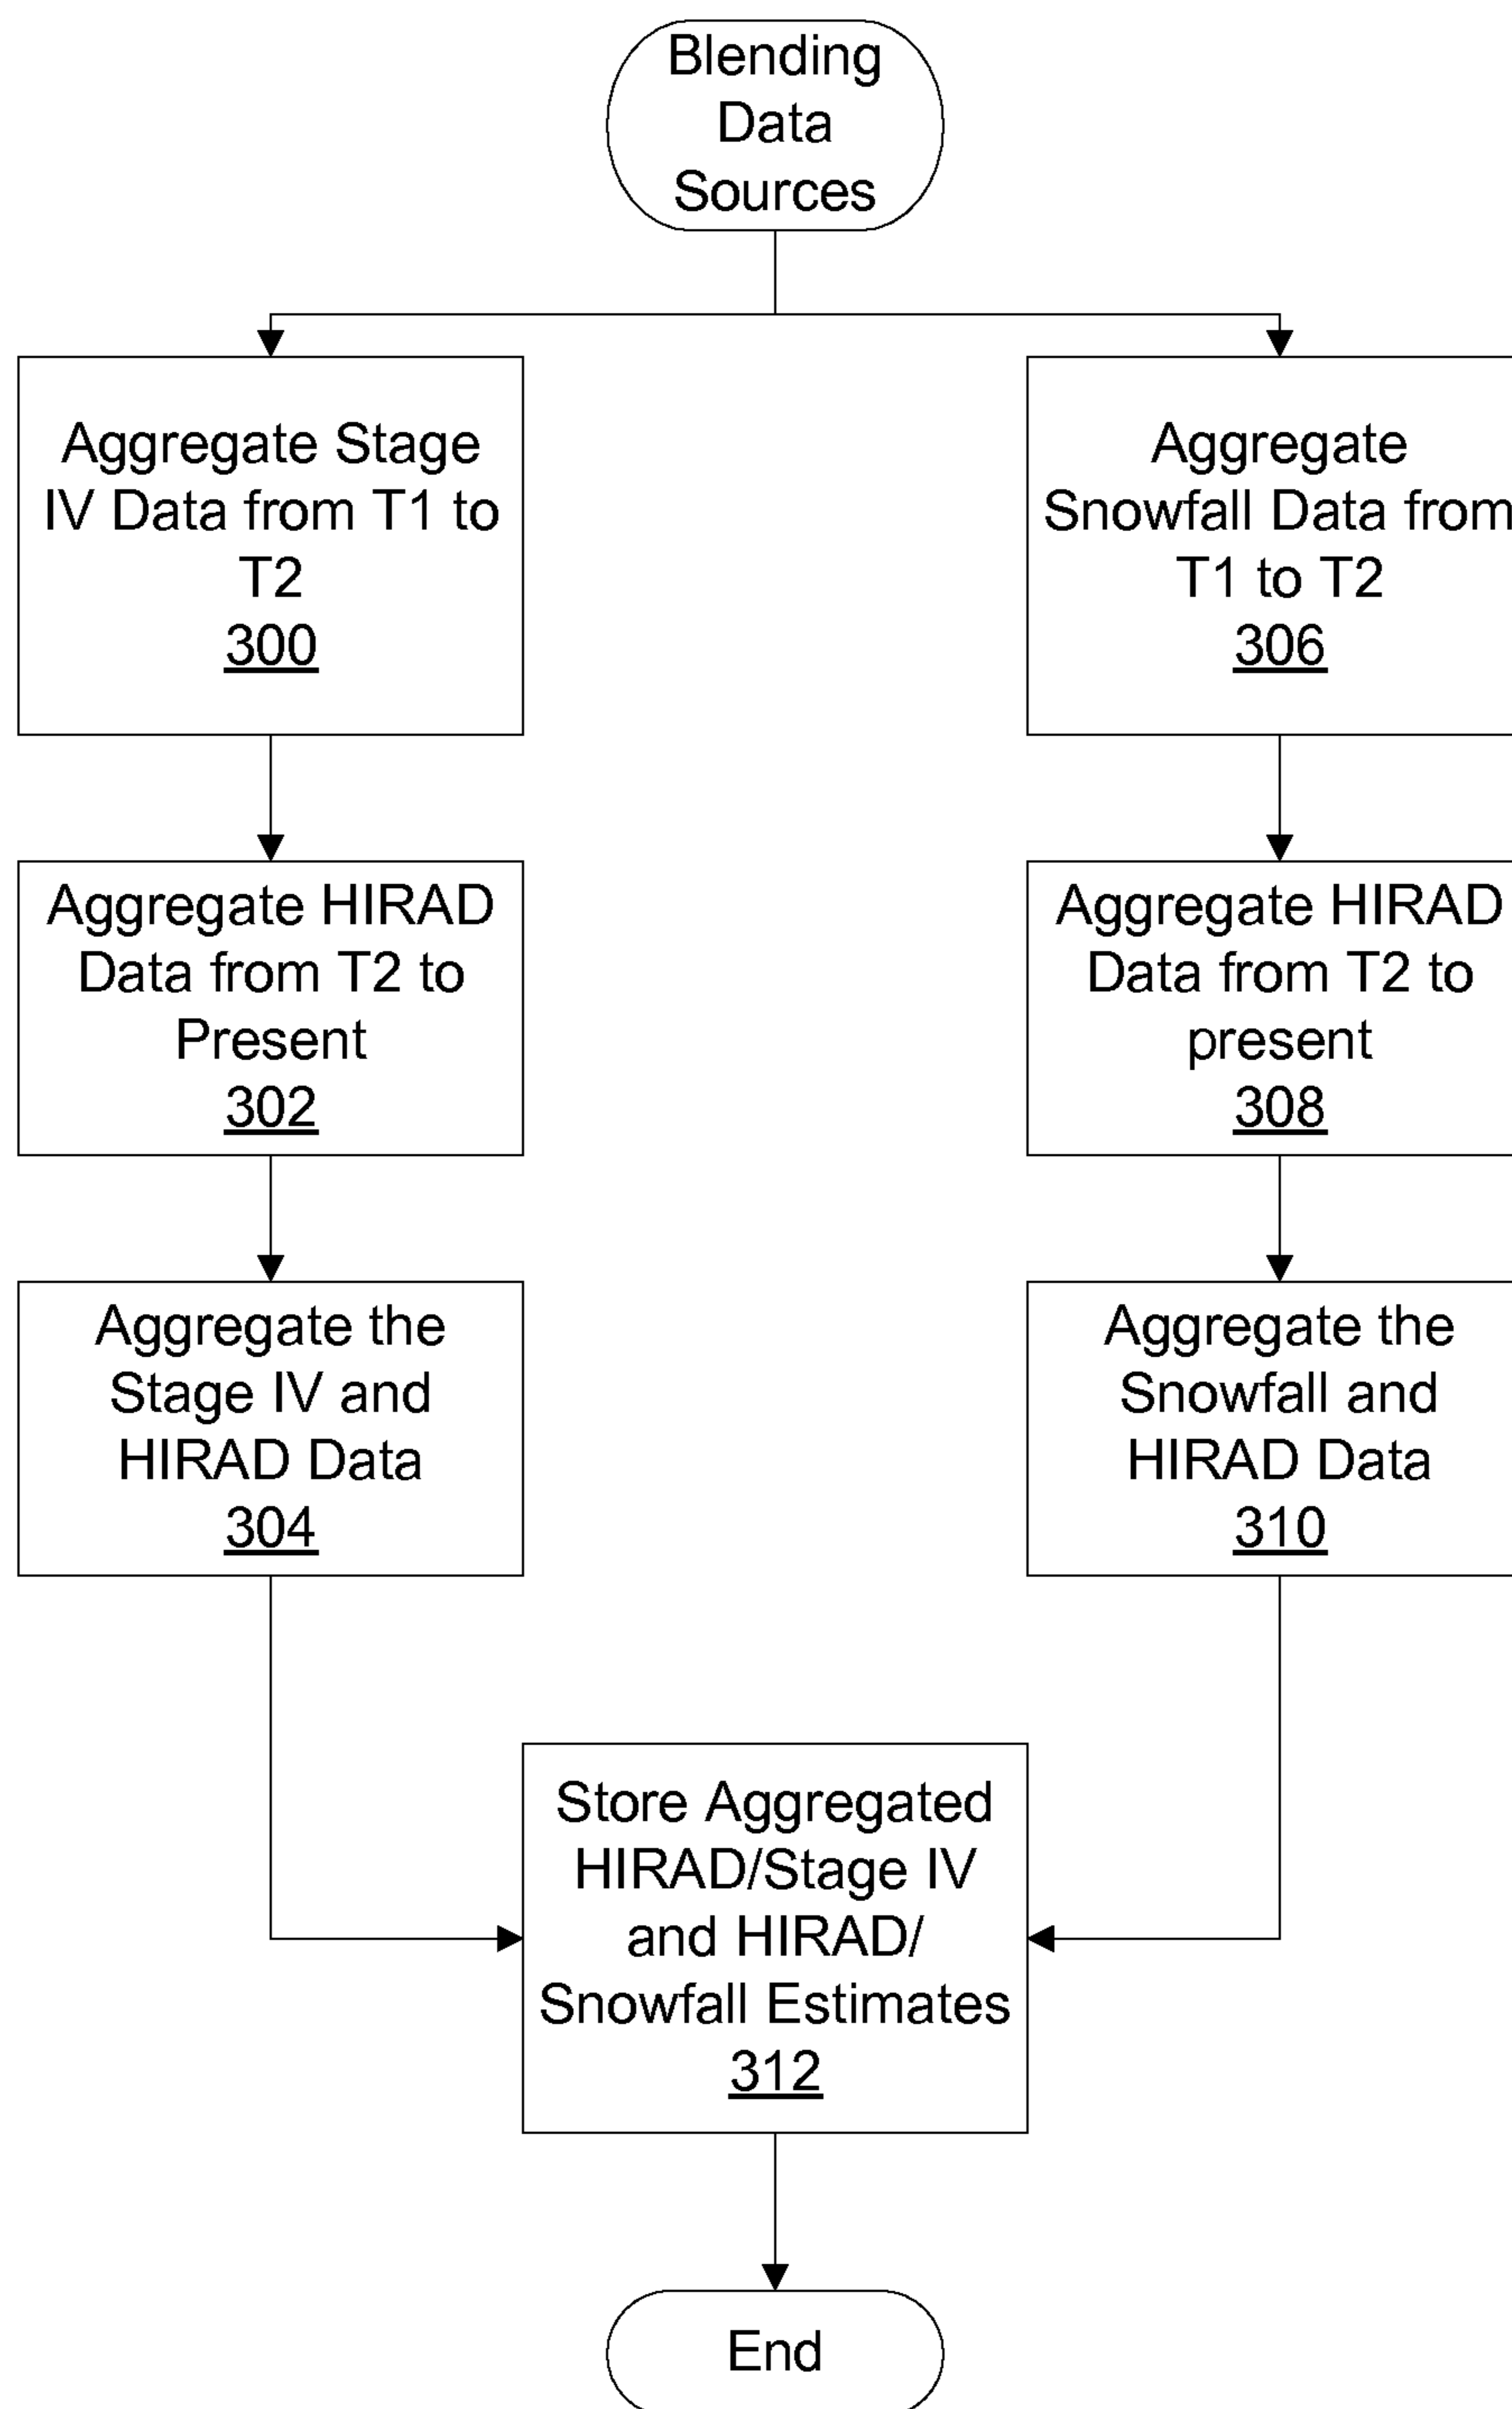 Blending
Data
Sources
Aggregate Stage
IV Data from T1 to
T2
300
Aggregate HIRAD
Data from T2 to
Present
302
Aggregate the
Stage IV and
HIRAD Data
304
Aggregate
Snowfall Data from
T1 to T2
306
Aggregate HIRAD
Data from T2 to
present
308
Aggregate the
Snowfall and
HIRAD Data
310
Store Aggregated
HIRAD/Stage IV
and HIRAD/
Snowfall Estimates
312
End